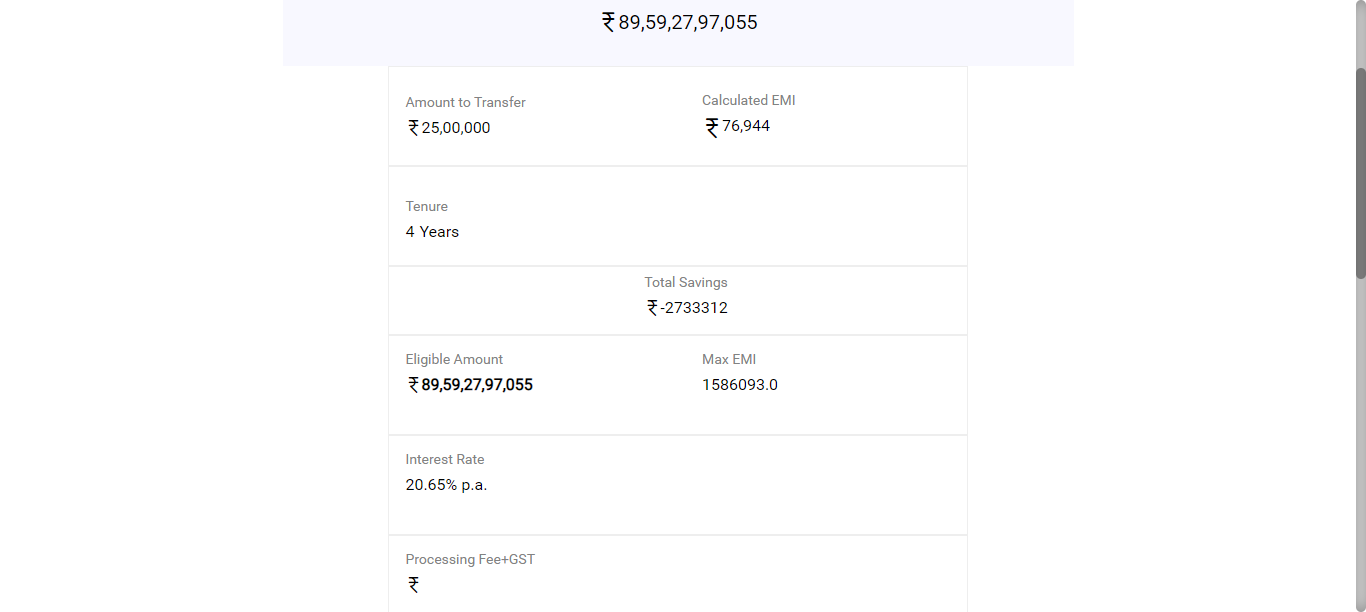 ₹89,59,27,97,055
Amount to Transfer
₹25,00,000
Calculated EMI
₹76,944
Tenure
4 Years
Total Savings
₹-2733312
Eligible Amount
₹89,59,27,97,055
Max EMI
1586093.0
Interest Rate
20.65% p.a.
Processing Fee+GST
₹